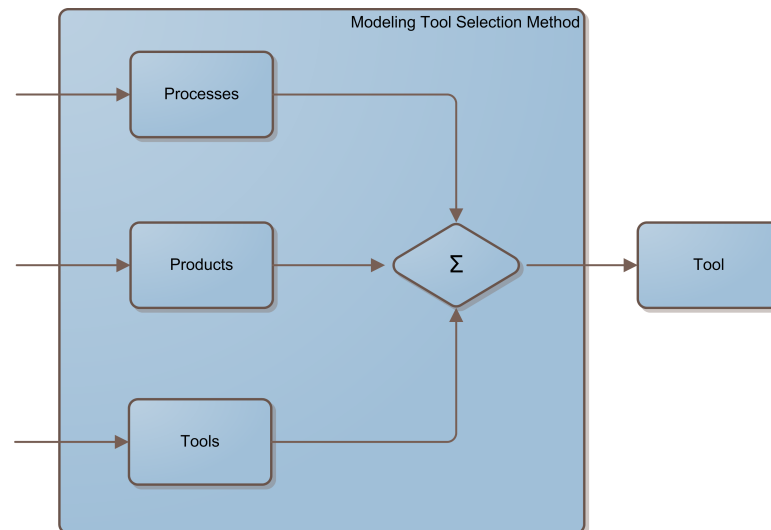 Modeling Tool Selection Method
Processes
Products
Σ
Tool
Tools